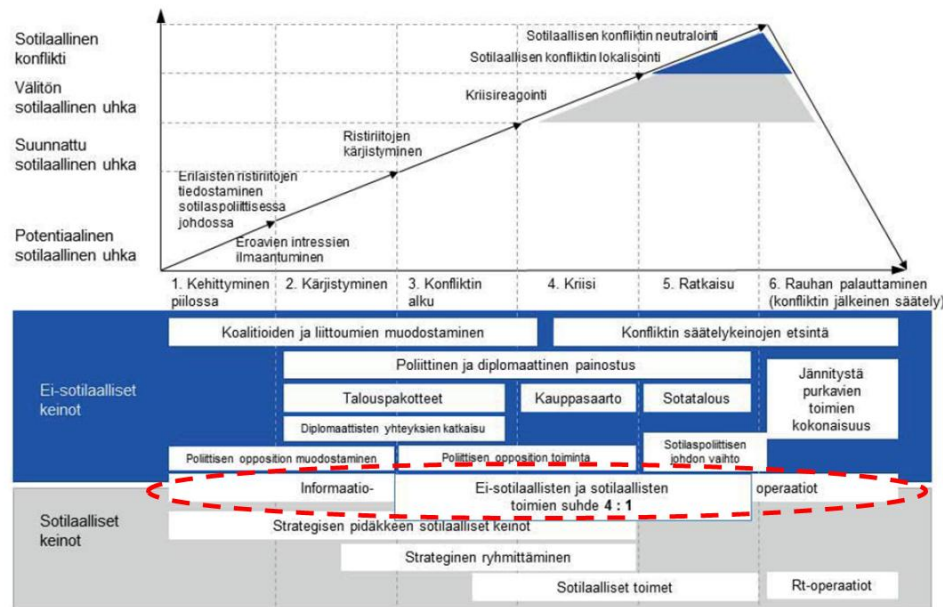 Sotilaallinen
konflikti
Välitön
sotilaallinen uhka
Suunnattu
sotilaallinen uhka
Potentiaalinen
sotilaallinen uhka
Sotilaallisen konfliktin neutralointi
Sotilaallisen konfliktin lokalisointi
Kriisireagointi
Ristiriitojen
kärjistyminen
Erilaisten ristiriitojen
tiedostaminen
sotilaspoliittisessa
johdossa
Eroavien intressien
ilmaantuminen
1. Kehittyminen
piilossa
2. Kärjistyminen
3. Konfliktin
alku
4. Kriisi
5. Ratkaisu
6. Rauhan palauttaminen
(konfliktin jälkeinen säätely)
Ei-sotilaalliset
keinot
Koalitioiden ja liittoumien muodostaminen
Konfliktin säätelykeinojen etsintä
Poliittinen ja diplomaattinen painostus
Talouspakotteet
Kauppasaarto
Sotatalous
Jännitystä
purkavien
toimien
kokonaisuus
Diplomaattisten yhteyksien katkaisu
Poliittisen opposition muodostaminen
Poliittisen opposition toiminta
Sotilaspoliittisen
johdon vaihto
Informaatio-
Ei-sotilaallisten ja sotilaallisten
toimien suhde 4 : 1
operaatiot
Sotilaalliset
keinot
Strategisen pidäkkeen sotilaalliset keinot
Strateginen ryhmittäminen
Sotilaalliset toimet
Rt-operaatiot